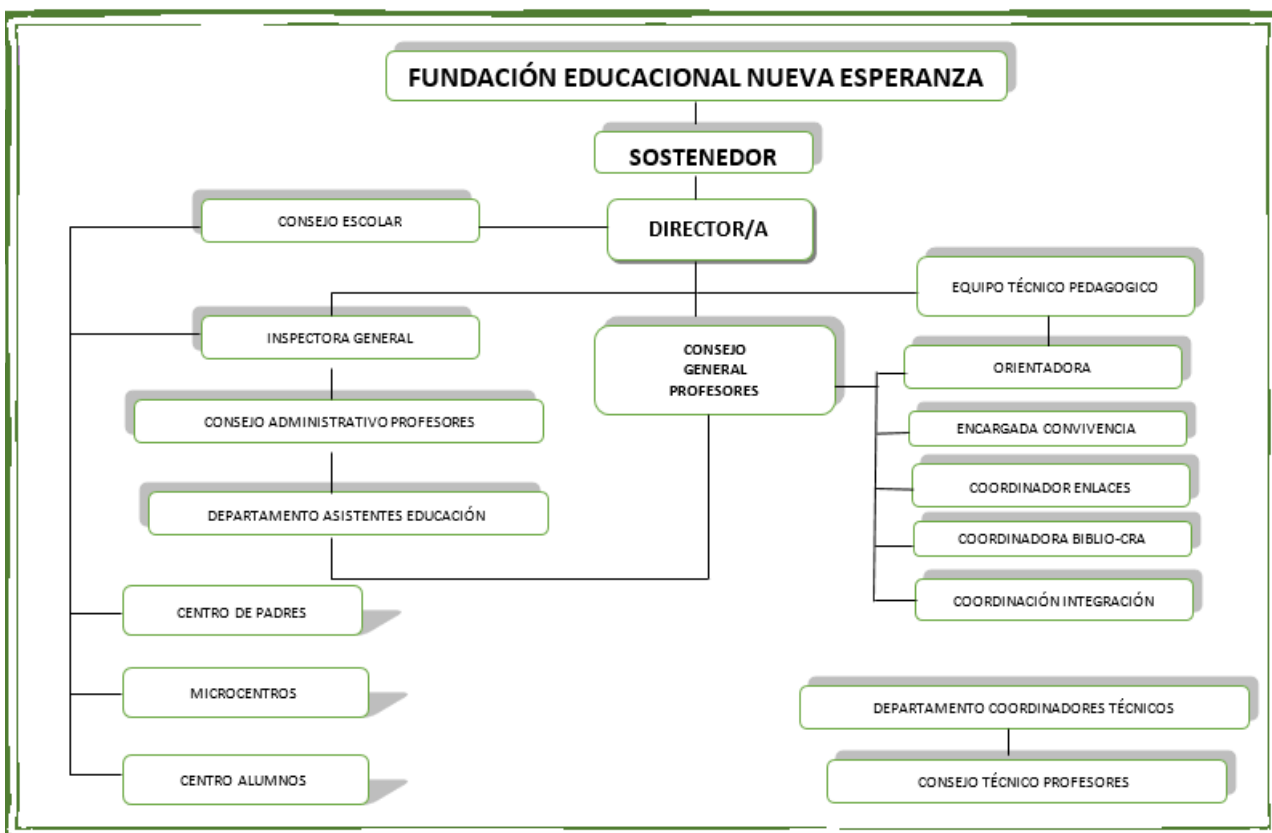 FUNDACIÓN EDUCACIONAL NUEVA ESPERANZA
SOSTENEDOR
CONSEJO ESCOLAR
DIRECTOR/A
EQUIPO TÉCNICO PEDAGOGICO
INSPECTORA GENERAL
CONSEJO
GENERAL
PROFESORES
ORIENTADORA
CONSEJO ADMINISTRATIVO PROFESORES
ENCARGADA CONVIVENCIA
COORDINADOR ENLACES
DEPARTAMENTO ASISTENTES EDUCACIÓN
COORDINADORA BIBLIO-CRA
COORDINACIÓN INTEGRACIÓN
CENTRO DE PADRES
MICROCENTROS
DEPARTAMENTO COORDINADORES TÉCNICOS
CENTRO ALUMNOS
CONSEJO TÉCNICO PROFESORES